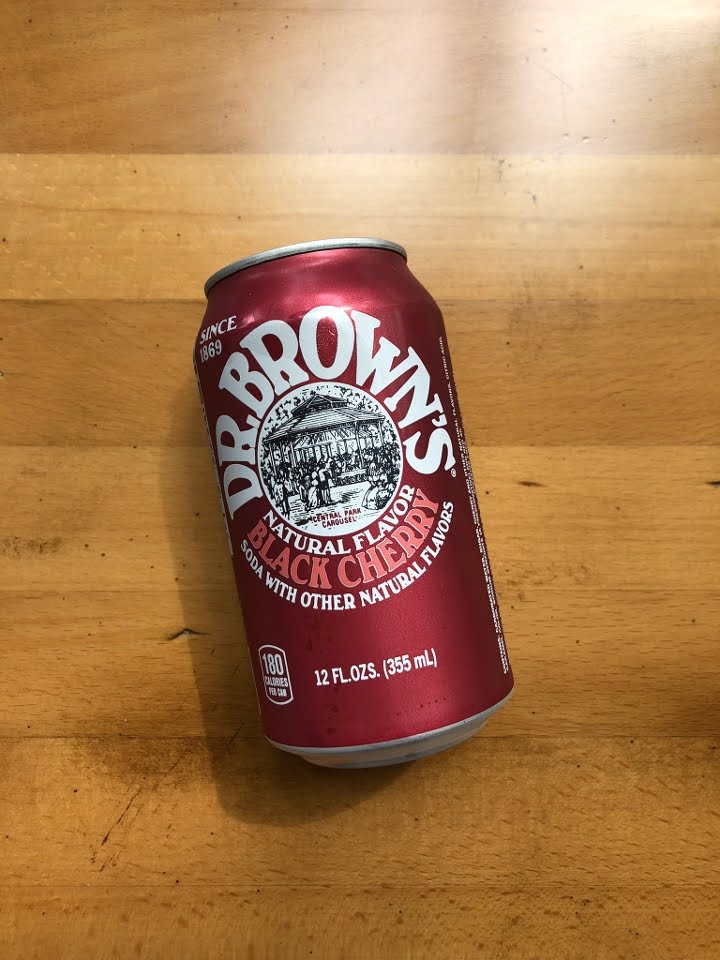 SINCE
1869
DR. BROWN'S®
CENTRAL PARK
CAROUSEL
NATURAL FLAVOR
BLACK CHERRY
SODA WITH OTHER NATURAL FLAVORS
180
CALORIES
PER CAN
12 FL.OZS. (355 mL)